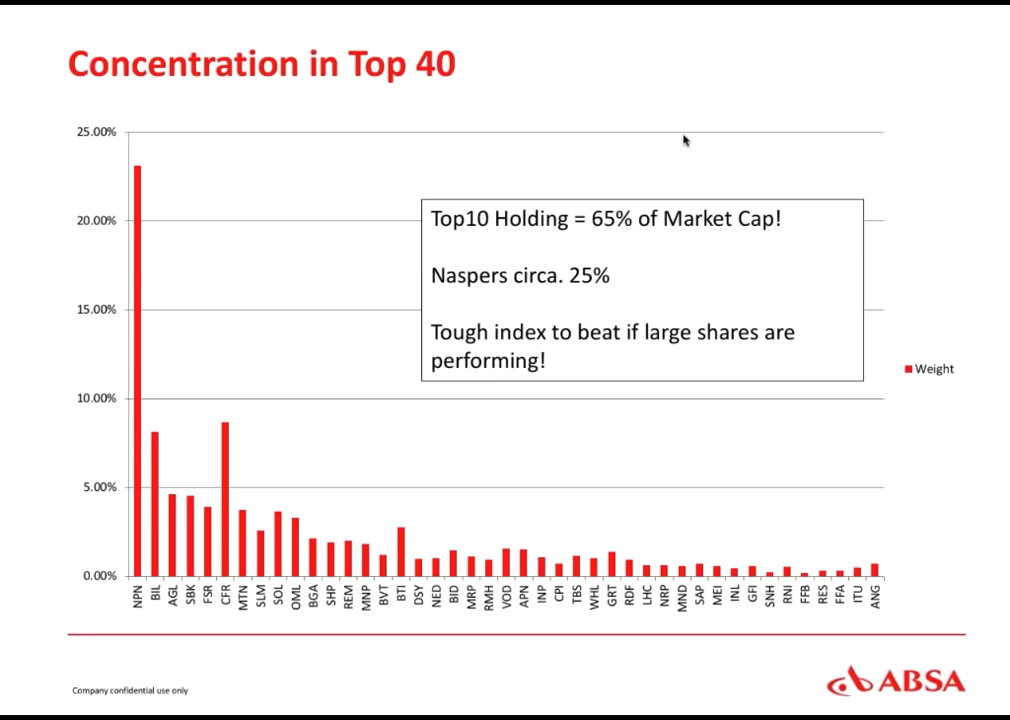 Concentration in Top 40
25.00%
20.00%
15.00%
10.00%
5.00%
0.00%
Top10 Holding = 65% of Market Cap!
Naspers circa. 25%
Tough index to beat if large shares are
performing!
Weight
NPN
BIL
AGL
SBK
FSR
CFR
MTN
SLM
SOL
OML
BGA
SHP
REM
MNP
BVT
BTI
DSY
NED
BID
MRP
RMH
VOD
APN
INP
CPI
TBS
WHL
GRT
RDF
LHC
NRP
MND
SAP
MEI
INL
GFI
SNH
RNI
FFB
RES
FFA
ITU
ANG
Company confidential use only
ABSA